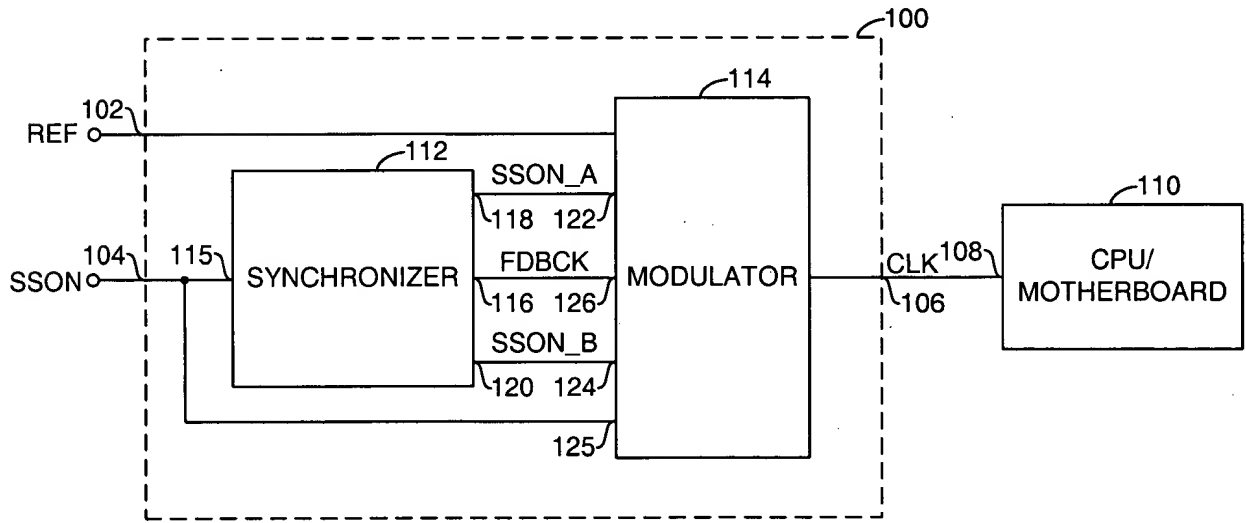 100
114
102
REF
112
SSON_A
110
118 122
104
115
SSON
SYNCHRONIZER
FDBCK
MODULATOR
CLK
108
CPU/
MOTHERBOARD
116 126
106
SSON_B
120 124
125